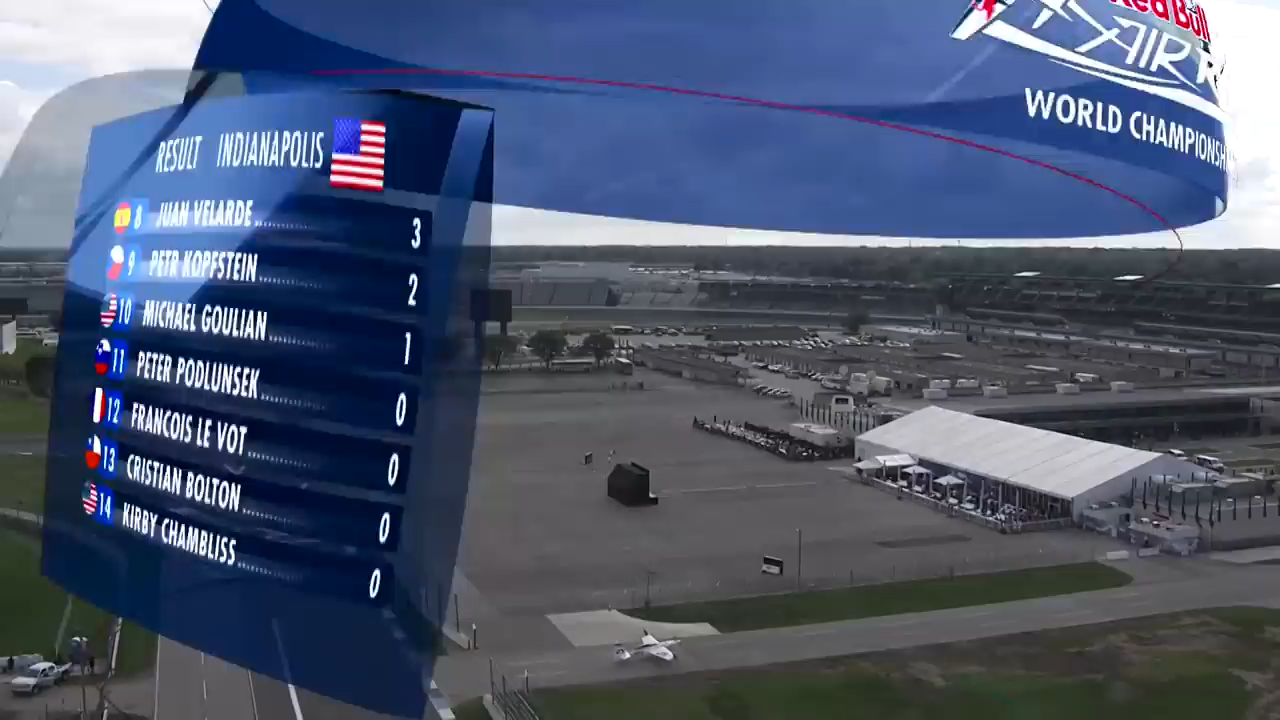 Red Bull
AIR R
WORLD CHAMPIONSH
RESULT INDIANAPOLIS
8 JUAN VELARDE 3
9 PETR KOPFSTEIN 2
10 MICHAEL GOULIAN 1
11 PETER PODLUNSEK 0
12 FRANCOIS LE VOT 0
13 CRISTIAN BOLTON 0
14 KIRBY CHAMBLISS 0